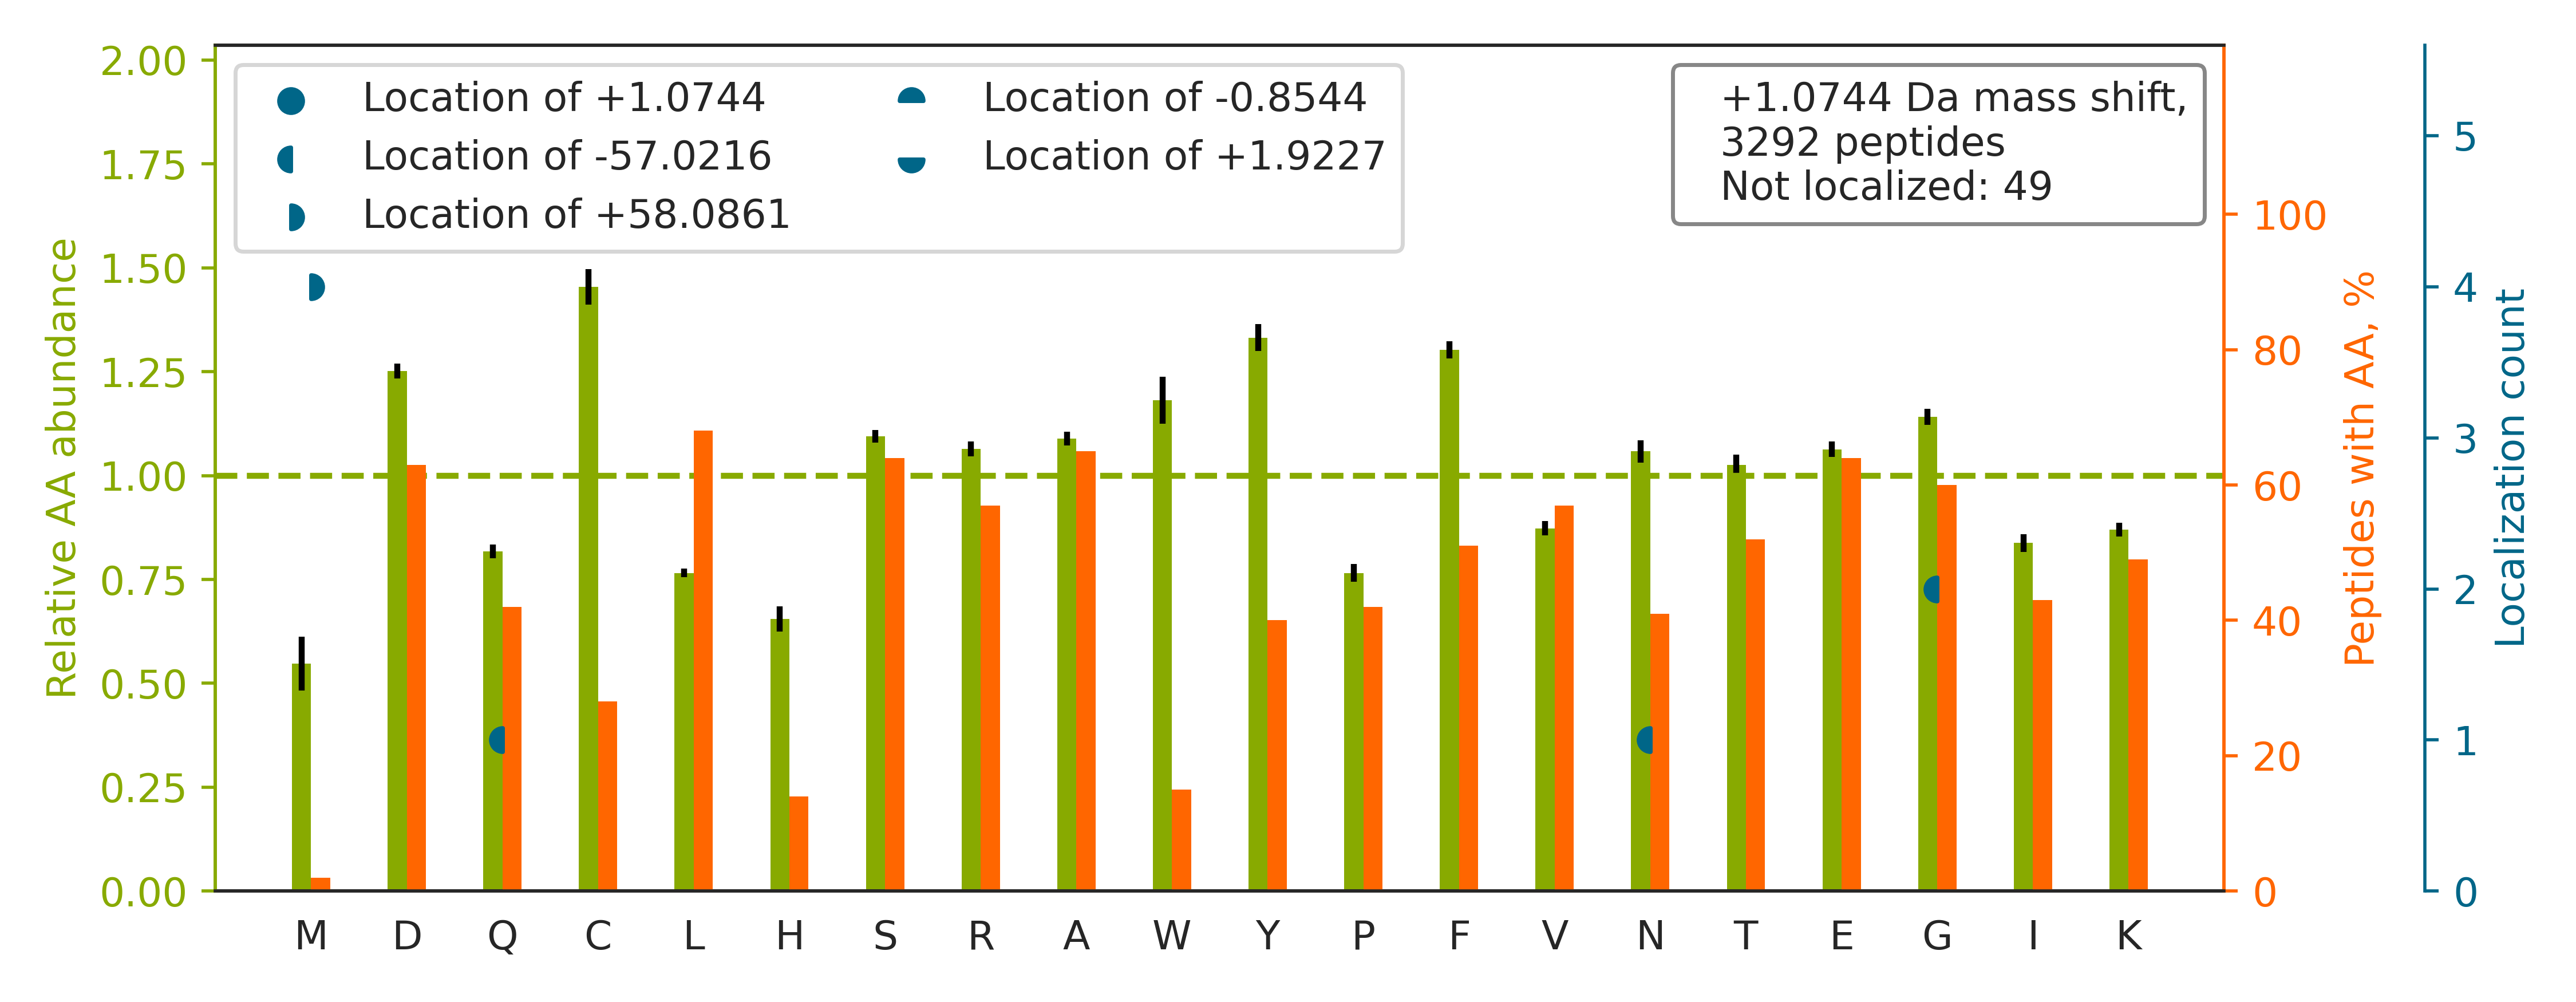 Relative AA abundance
2.00
1.75
1.50
1.25
1.00
0.75
0.50
0.25
0.00
Location of +1.0744
Location of -57.0216
Location of +58.0861
Location of -0.8544
Location of +1.9227
+1.0744 Da mass shift,
3292 peptides
Not localized: 49
M D Q C L H S R A W Y P F V N T E G I K
100
80
60
40
20
0
Peptides with AA, %
5
4
3
2
1
0
Localization count